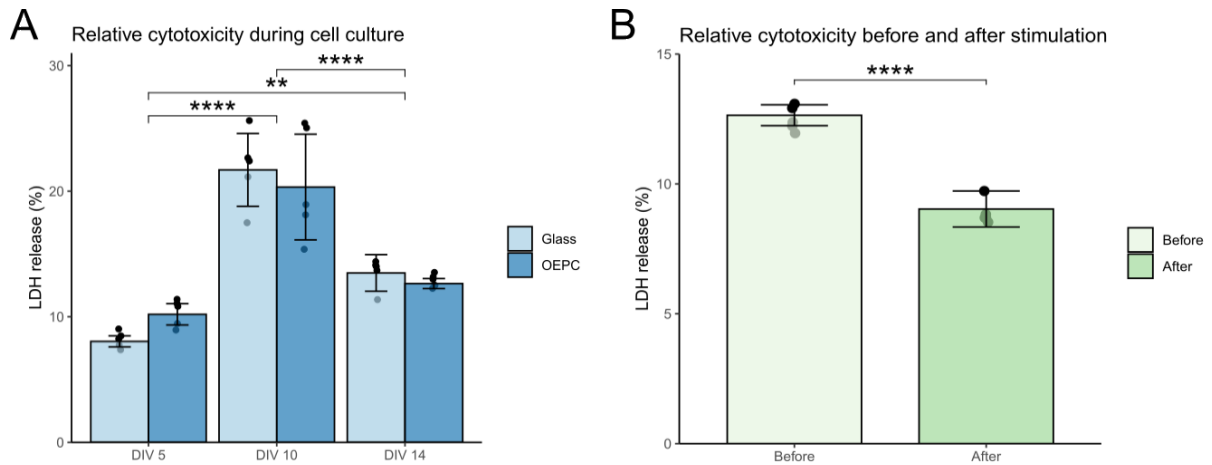 A
Relative cytotoxicity during cell culture
LDH release (%)
30
20
10
0
****
**
****
DIV 5
DIV 10
DIV 14
Glass
OEPC
B
Relative cytotoxicity before and after stimulation
LDH release (%)
15
10
5
0
****
Before
After
Before
After